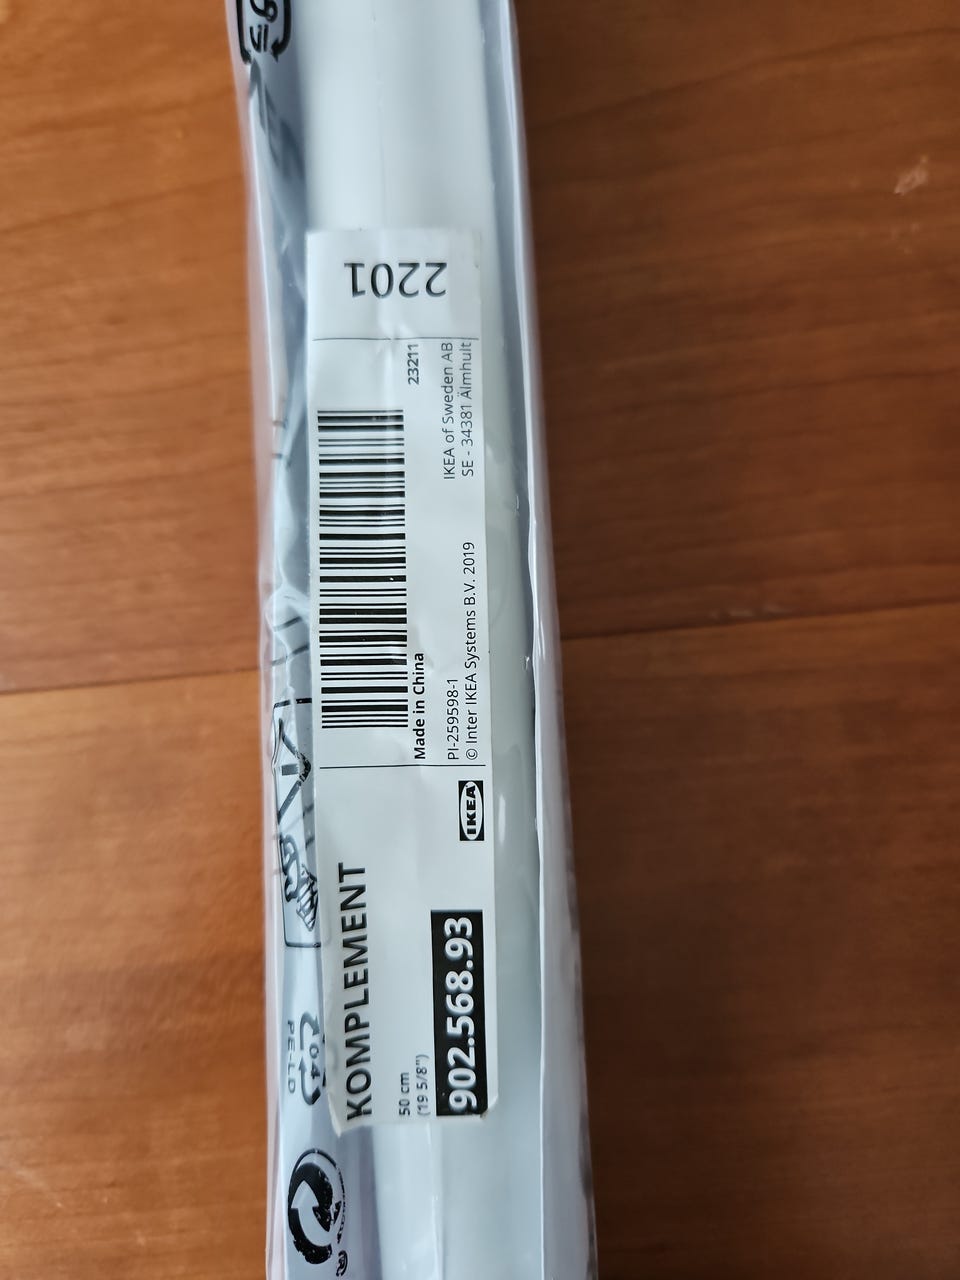 KOMPLEMENT
50 cm
(19 5/8")
902.568.93
IKEA
Made in China
23211
PI-259598-1
© Inter IKEA Systems B.V. 2019
IKEA of Sweden AB
SE - 34381 Älmhult
2201
04
PE-LD